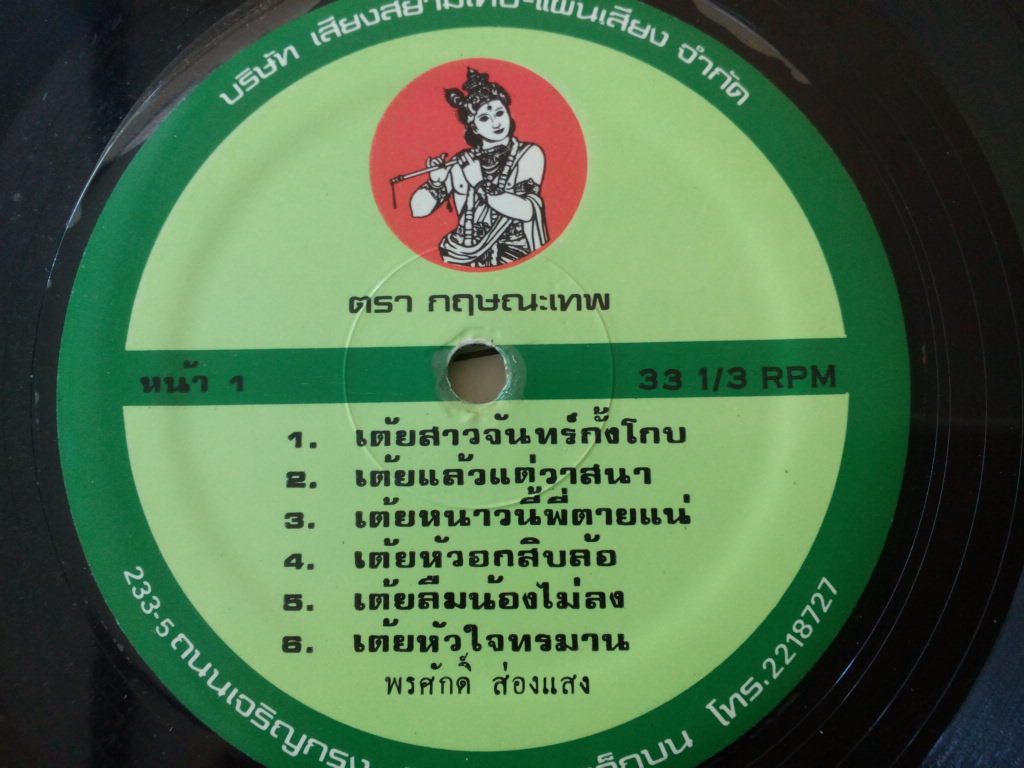 บริษัท เสียงสยามเทป-แผ่นเสียง จำกัด
ตรา กฤษณะเทพ
หน้า 1
33 1/3 RPM
1. เต้ยสาวจันทร์กั้งโกบ
2. เต้ยแล้วแต่วาสนา
3. เต้ยหนาวนี้พี่ตายแน่
4. เต้ยหัวอกสิบล้อ
5. เต้ยลืมน้องไม่ลง
6. เต้ยหัวใจทรมาน
พรศักดิ์ ส่องแสง
233-5 ถนนเจริญกรุง
โทร.2218727